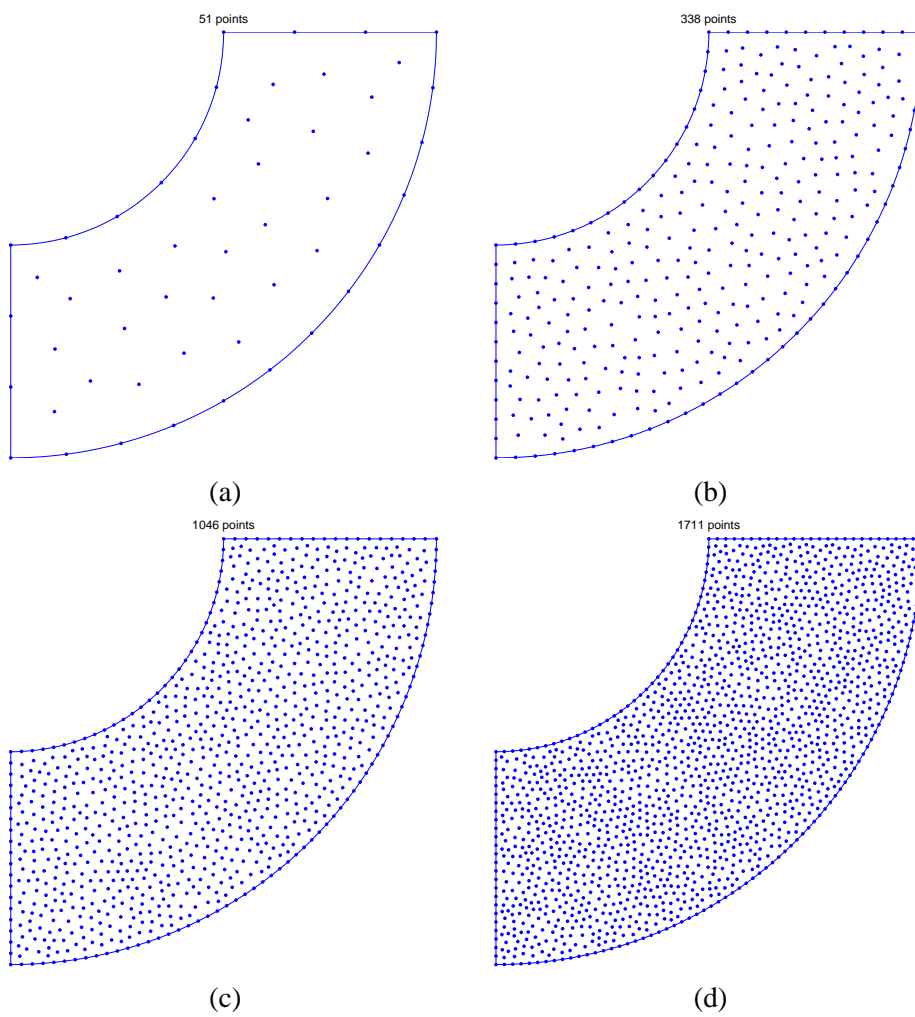 51 points
338 points
(a)
(b)
1046 points
1711 points
(c)
(d)